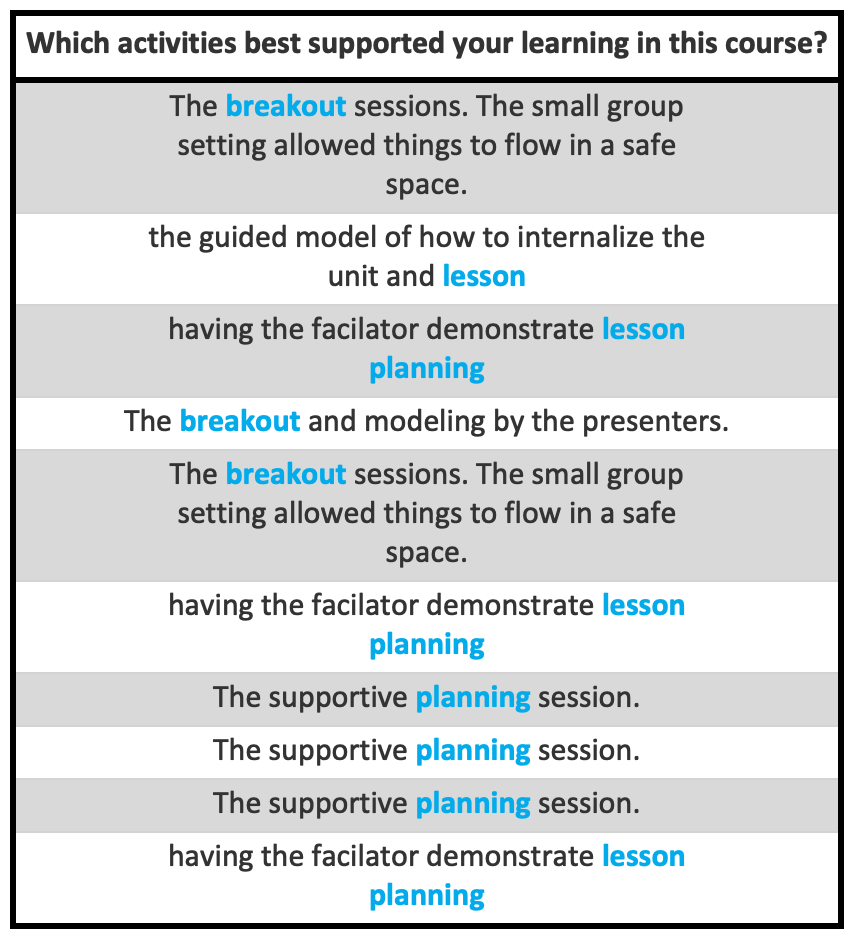 Which activities best supported your learning in this course?
The breakout sessions. The small group
setting allowed things to flow in a safe
space.
the guided model of how to internalize the
unit and lesson
having the facilator demonstrate lesson
planning
The breakout and modeling by the presenters.
The breakout sessions. The small group
setting allowed things to flow in a safe
space.
having the facilator demonstrate lesson
planning
The supportive planning session.
The supportive planning session.
The supportive planning session.
having the facilator demonstrate lesson
planning